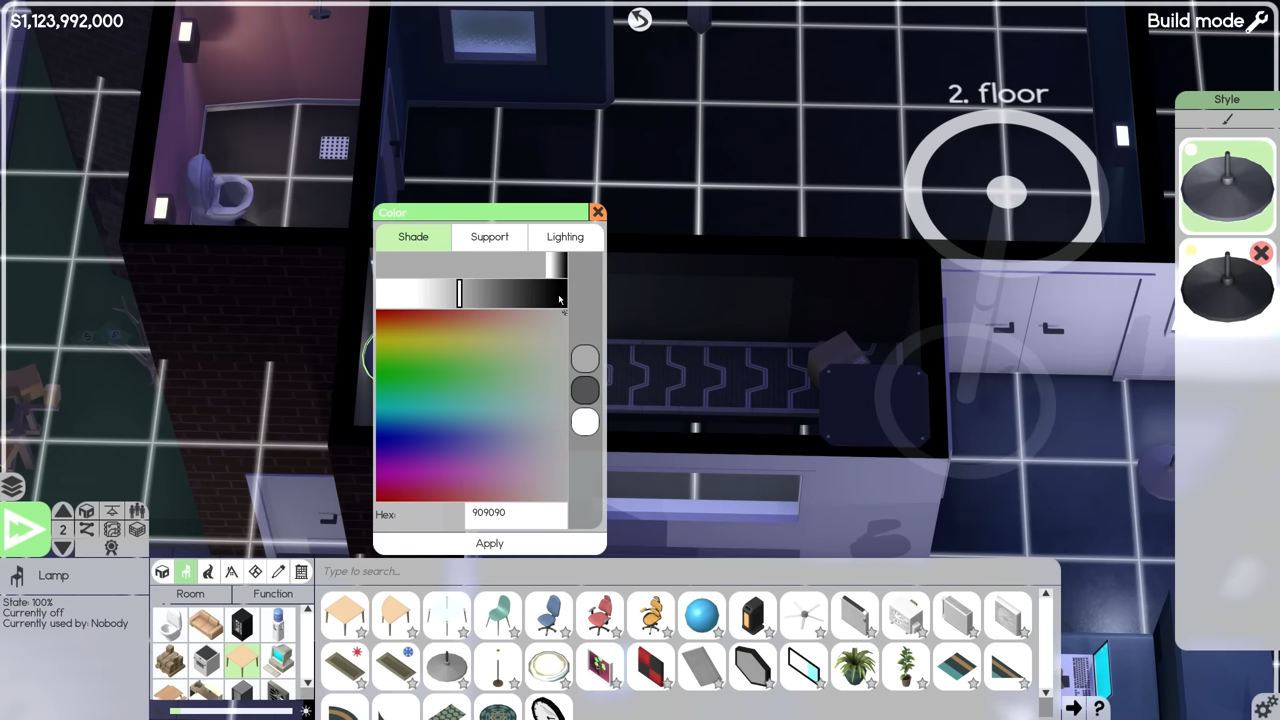 $1,123,992,000
Build mode
2. floor
Style
Color
Shade
Support
Lighting
Hex:
909090
Apply
2
Lamp
State: 100%
Currently off
Currently used by: Nobody
Room
Function
Type to search...
?